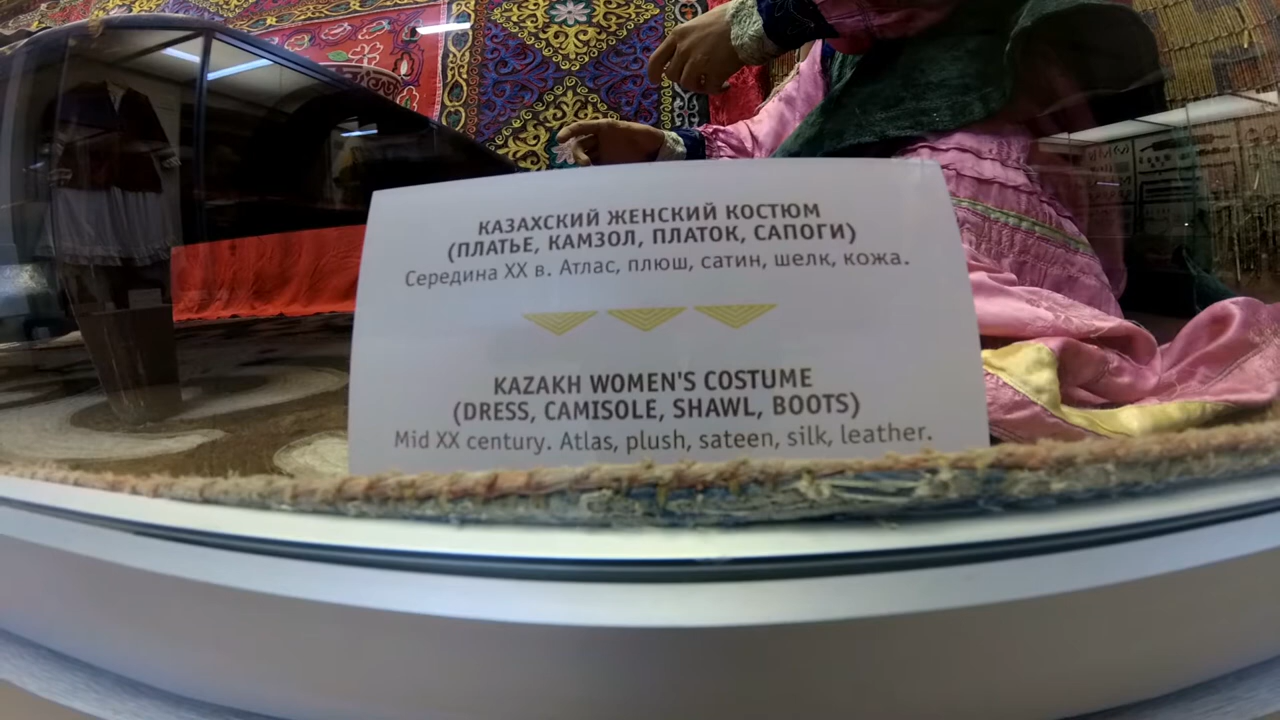 КАЗАХСКИЙ ЖЕНСКИЙ КОСТЮМ
(ПЛАТЬЕ, КАМЗОЛ, ПЛАТОК, САПОГИ)
Середина XX в. Атлас, плюш, сатин, шелк, кожа.
KAZAKH WOMEN'S COSTUME
(DRESS, CAMISOLE, SHAWL, BOOTS)
Mid XX century. Atlas, plush, sateen, silk, leather.